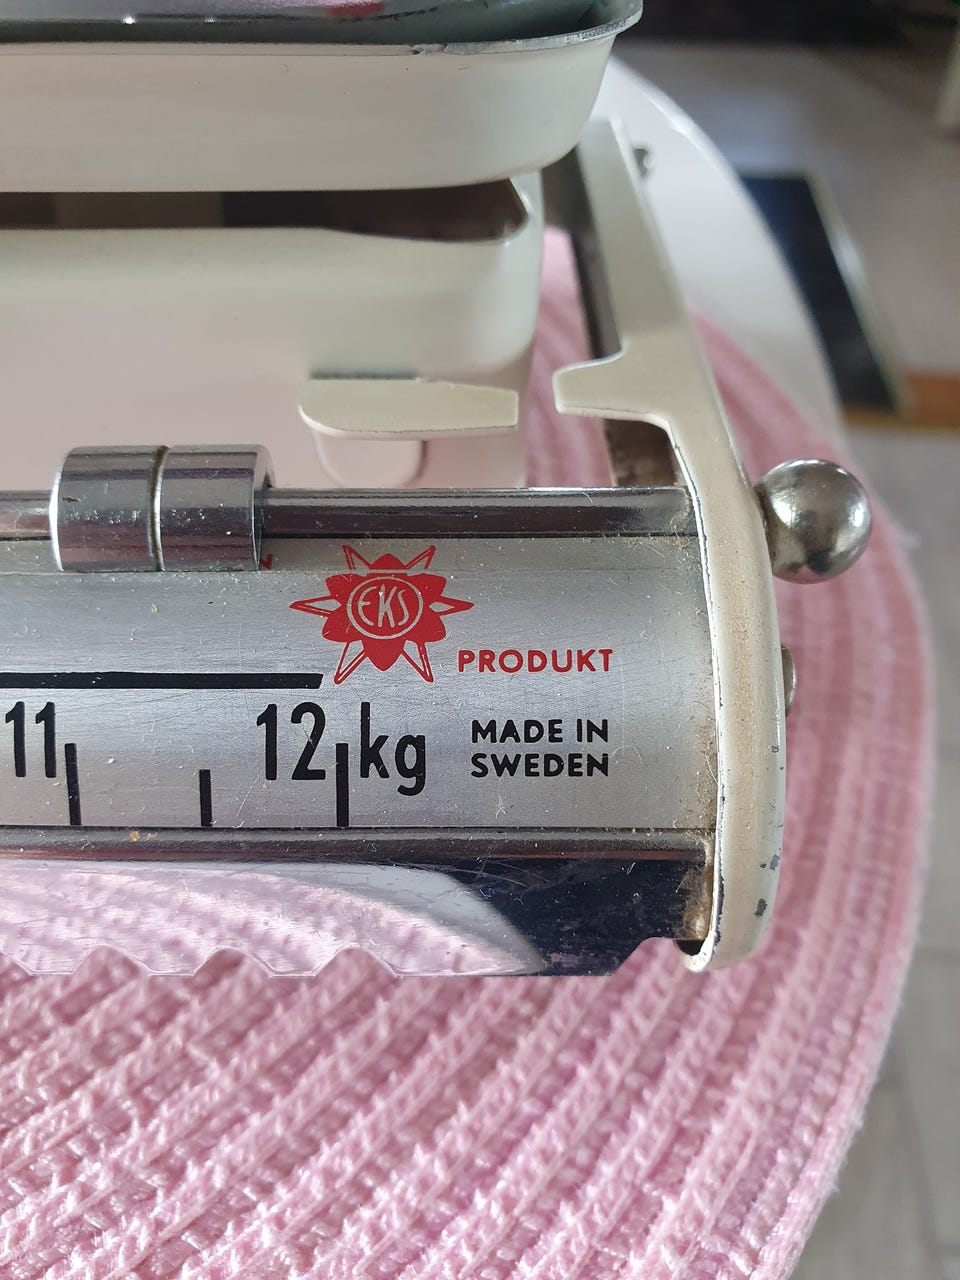 EKS
PRODUKT
11 12 kg
MADE IN
SWEDEN